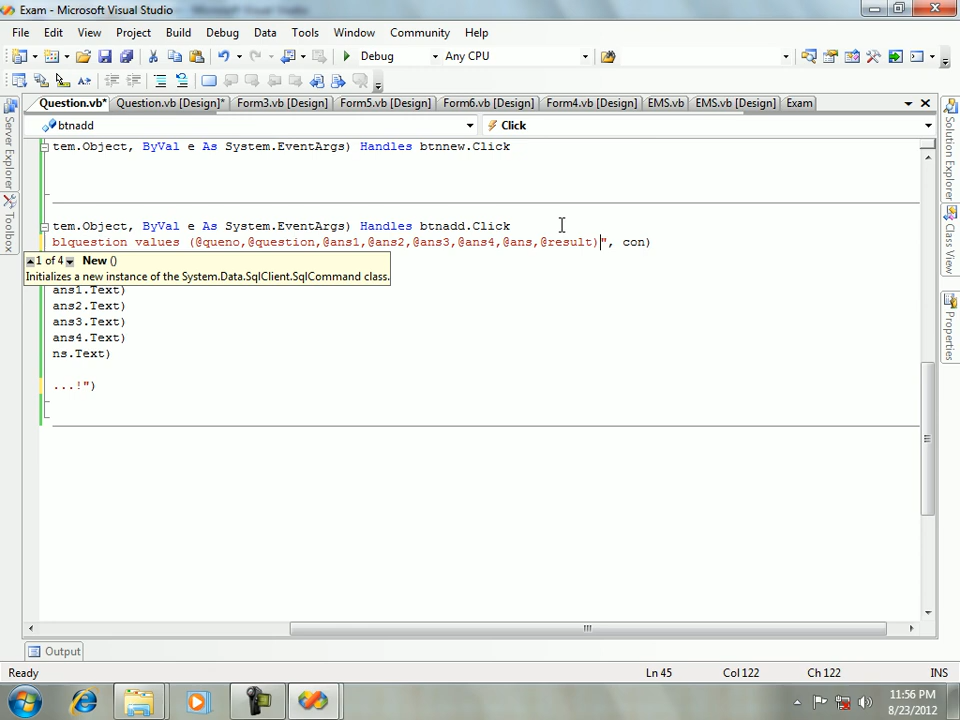 Exam - Microsoft Visual Studio
File Edit View Project Build Debug Data Tools Window Community Help
Debug Any CPU
Question.vb* Question.vb [Design]* Form3.vb [Design] Form5.vb [Design] Form6.vb [Design] Form4.vb [Design] EMS.vb EMS.vb [Design] Exam
btnadd Click
tem.Object, ByVal e As System.EventArgs) Handles btnnew.Click
tem.Object, ByVal e As System.EventArgs) Handles btnadd.Click
blquestion values (@queno,@question,@ans1,@ans2,@ans3,@ans4,@ans,@result)", con)
1 of 4 New ()
Initializes a new instance of the System.Data.SqlClient.SqlCommand class.
ans1.Text)
ans2.Text)
ans3.Text)
ans4.Text)
ns.Text)
...!")
Server Explorer
Toolbox
Solution Explorer
Class View
Properties
Output
Ready Ln 45 Col 122 Ch 122 INS
11:56 PM
8/23/2012